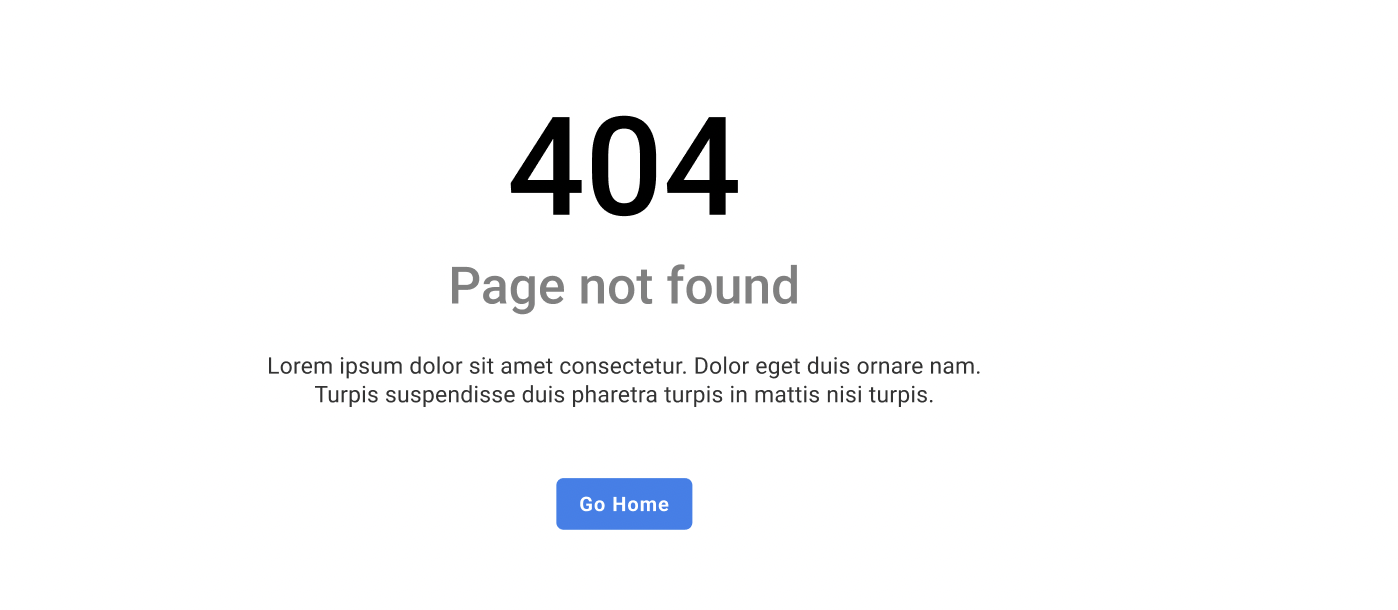 404
Page not found
Lorem ipsum dolor sit amet consectetur. Dolor eget duis ornare nam.
Turpis suspendisse duis pharetra turpis in mattis nisi turpis.
Go Home